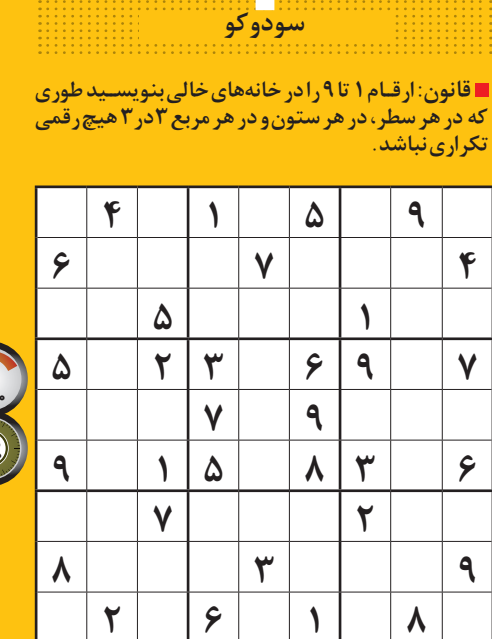 سودوکو
قانون: ارقـام ۱ تا ۹ را در خانه‌های خالی بنویسـید طوری
که در هر سطر، در هر ستون و در هر مربع ۳ در ۳ هیچ رقمی
تکراری نباشد.
۴ ۱ ۵ ۹
۶ ۷ ۴
۵ ۱
۵ ۲ ۳ ۶ ۹ ۷
۷ ۹
۹ ۱ ۵ ۸ ۳ ۶
۷ ۲
۸ ۳ ۹
۲ ۶ ۱ ۸